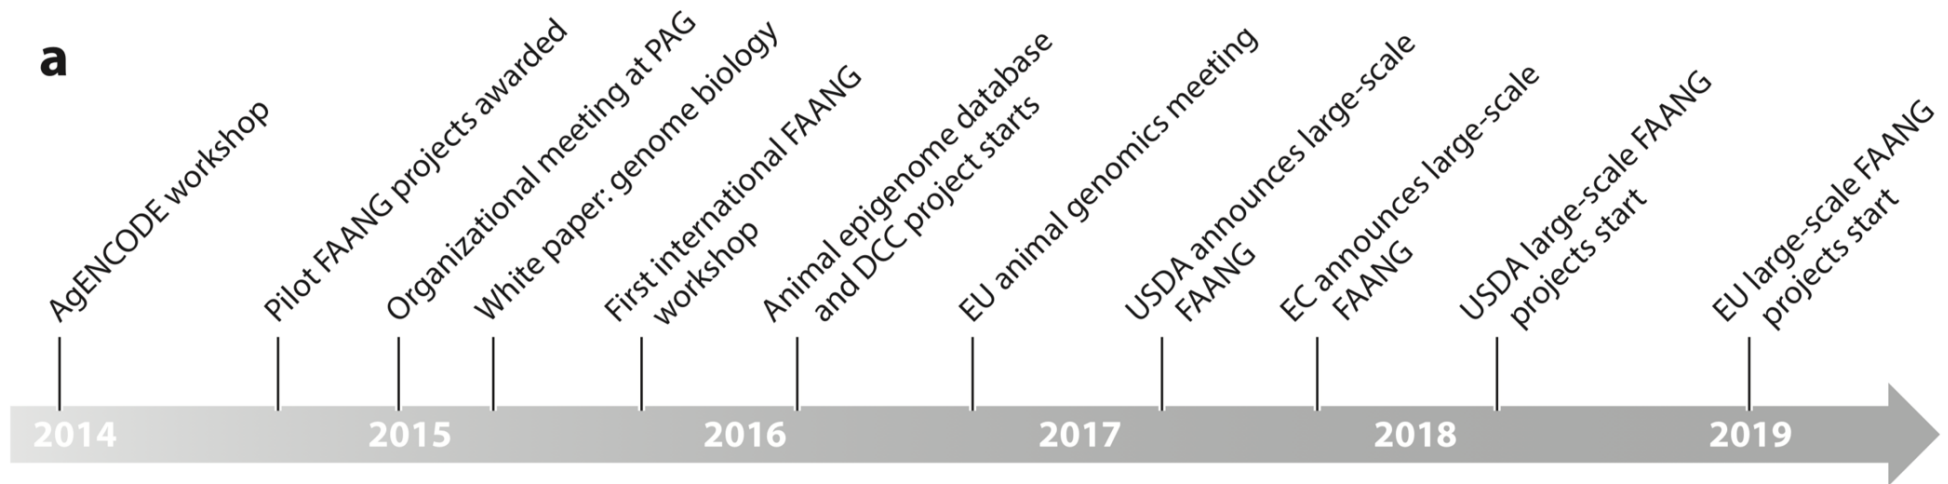 a
AgENCODE workshop
Pilot FAANG projects awarded
Organizational meeting at PAG
White paper: genome biology
First international FAANG
workshop
Animal epigenome database
and DCC project starts
EU animal genomics meeting
USDA announces large-scale
FAANG
EC announces large-scale
FAANG
USDA large-scale FAANG
projects start
EU large-scale FAANG
projects start
2014
2015
2016
2017
2018
2019